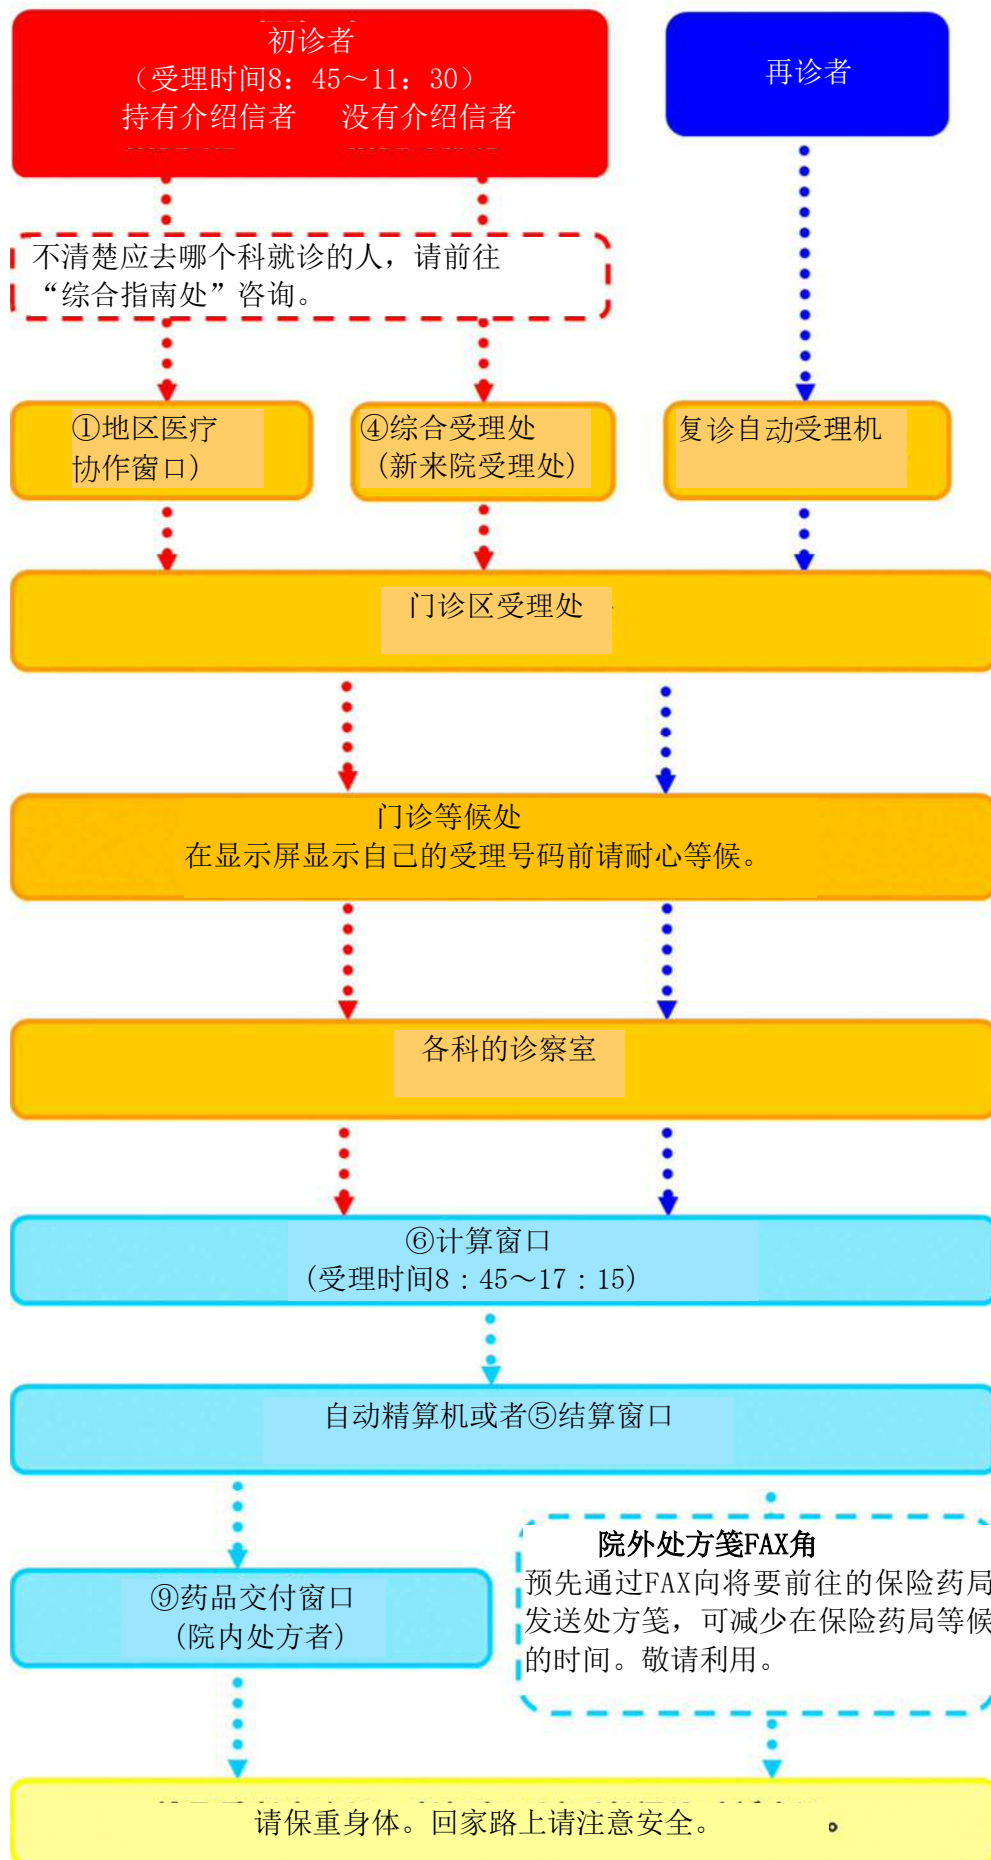 初诊者
（受理时间8：45～11：30）
持有介绍信者 没有介绍信者
再诊者
不清楚应去哪个科就诊的人，请前往
“综合指南处”咨询。
①地区医疗
协作窗口）
④综合受理处
（新来院受理处）
复诊自动受理机
门诊区受理处
门诊等候处
在显示屏显示自己的受理号码前请耐心等候。
各科的诊察室
⑥计算窗口
（受理时间8：45～17：15）
自动精算机或者⑤结算窗口
⑨药品交付窗口
（院内处方者）
院外处方笺FAX角
预先通过FAX向将要前往的保险药局
发送处方笺，可减少在保险药局等候
的时间。敬请利用。
请保重身体。回家路上请注意安全。 。